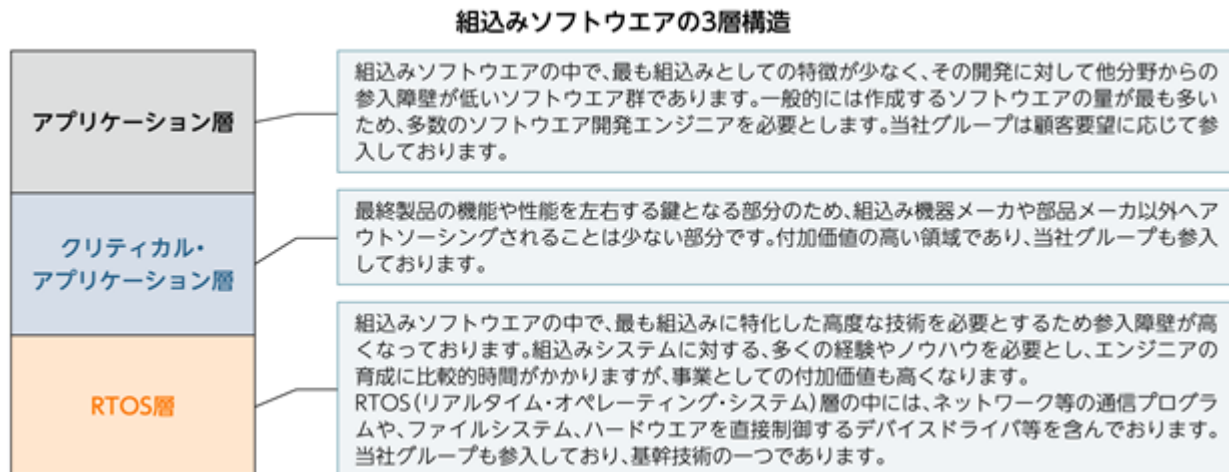 組込みソフトウエアの3層構造
アプリケーション層
組込みソフトウエアの中で、最も組込みとしての特徴が少なく、その開発に対して他分野からの
参入障壁が低いソフトウエア群であります。一般的には作成するソフトウエアの量が最も多い
ため、多数のソフトウエア開発エンジニアを必要とします。当社グループは顧客要望に応じて参
入しております。
クリティカル・
アプリケーション層
最終製品の機能や性能を左右する鍵となる部分のため、組込み機器メーカや部品メーカ以外へア
ウトソーシングされることは少ない部分です。付加価値の高い領域であり、当社グループも参入
しております。
RTOS層
組込みソフトウエアの中で、最も組込みに特化した高度な技術を必要とするため参入障壁が高
くなっております。組込みシステムに対する、多くの経験やノウハウを必要とし、エンジニアの
育成に比較的時間がかかりますが、事業としての付加価値も高くなります。
RTOS(リアルタイム・オペレーティング・システム)層の中には、ネットワーク等の通信プログラ
ムや、ファイルシステム、ハードウエアを直接制御するデバイスドライバ等を含んでおります。
当社グループも参入しており、基幹技術の一つであります。